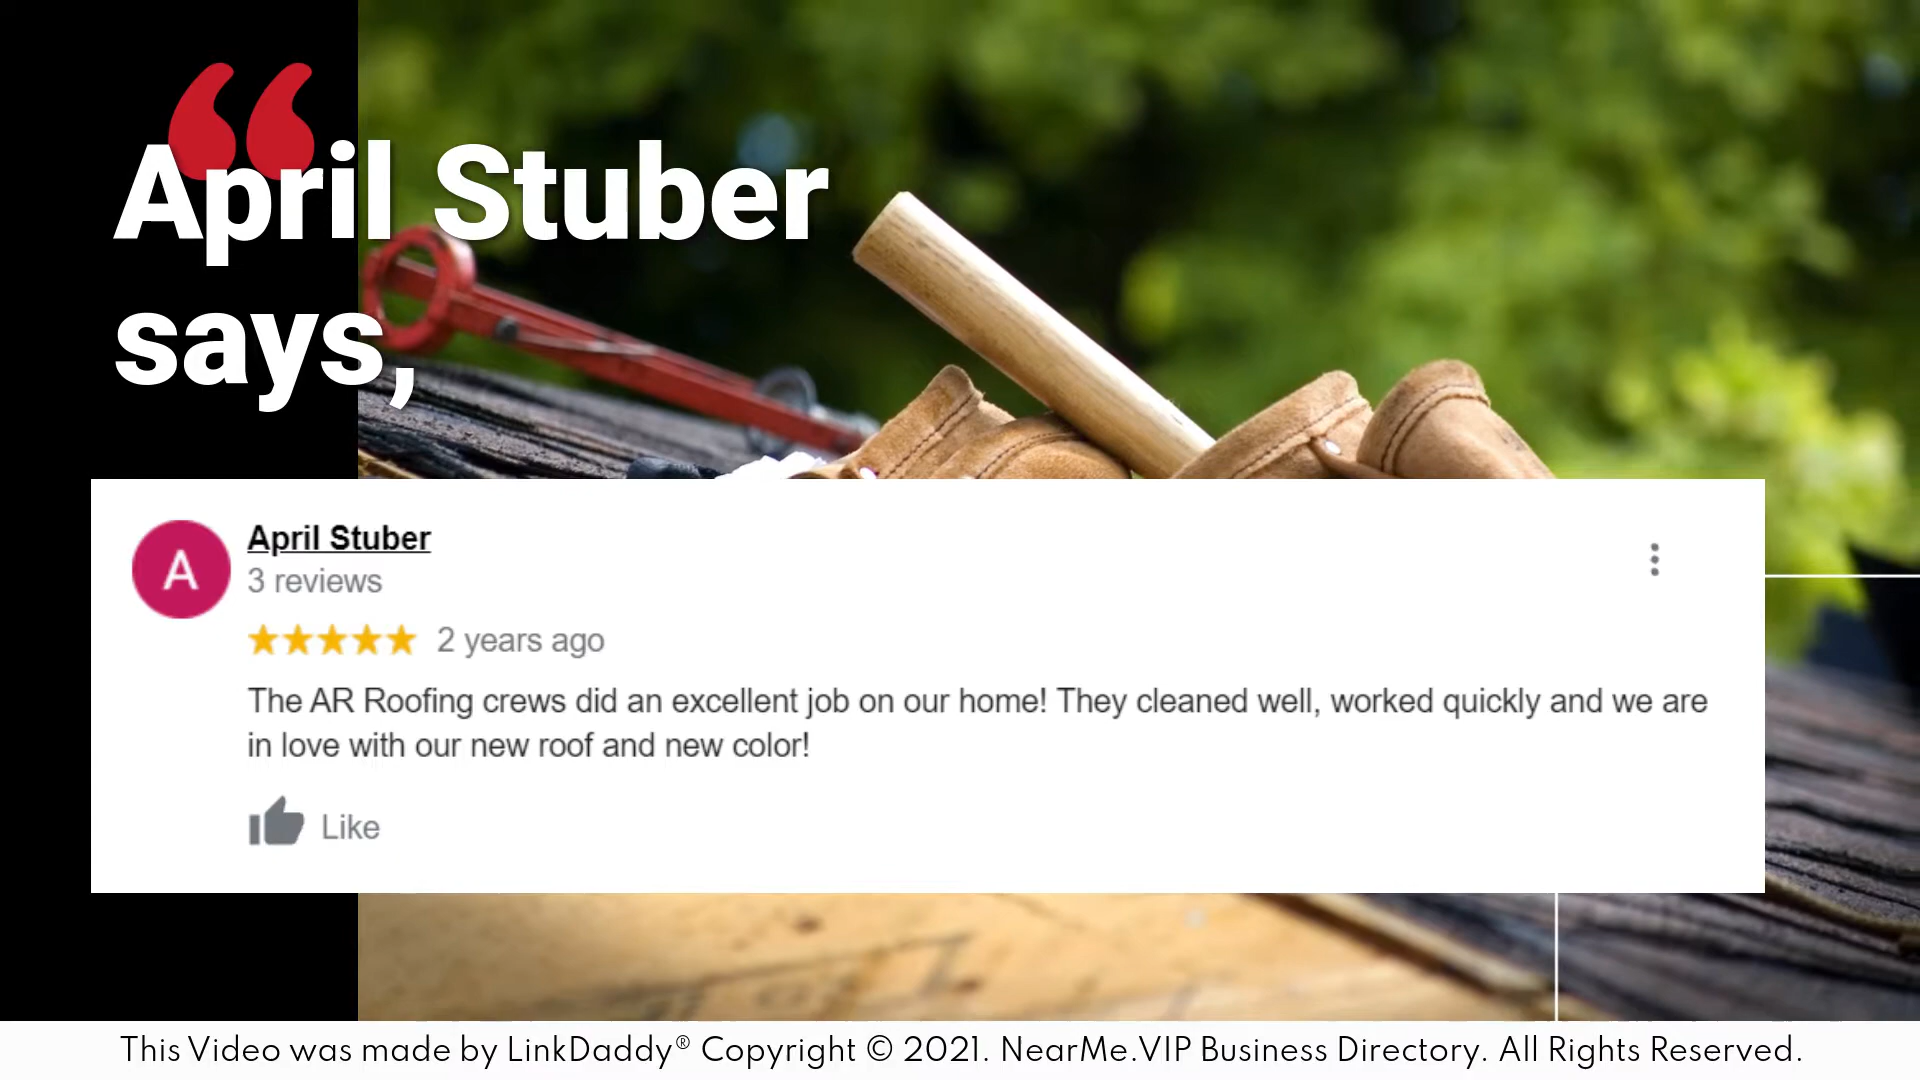 “
April Stuber
says,
A
April Stuber
3 reviews
2 years ago
The AR Roofing crews did an excellent job on our home! They cleaned well, worked quickly and we are
in love with our new roof and new color!
Like
This Video was made by LinkDaddy® Copyright © 2021. NearMe.VIP Business Directory. All Rights Reserved.